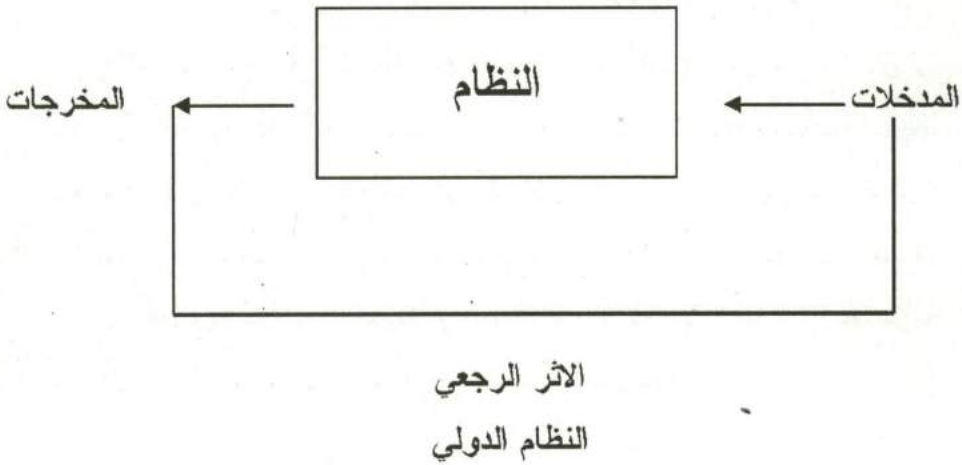 النظام
المدخلات
المخرجات
الاثر الرجعي
النظام الدولي